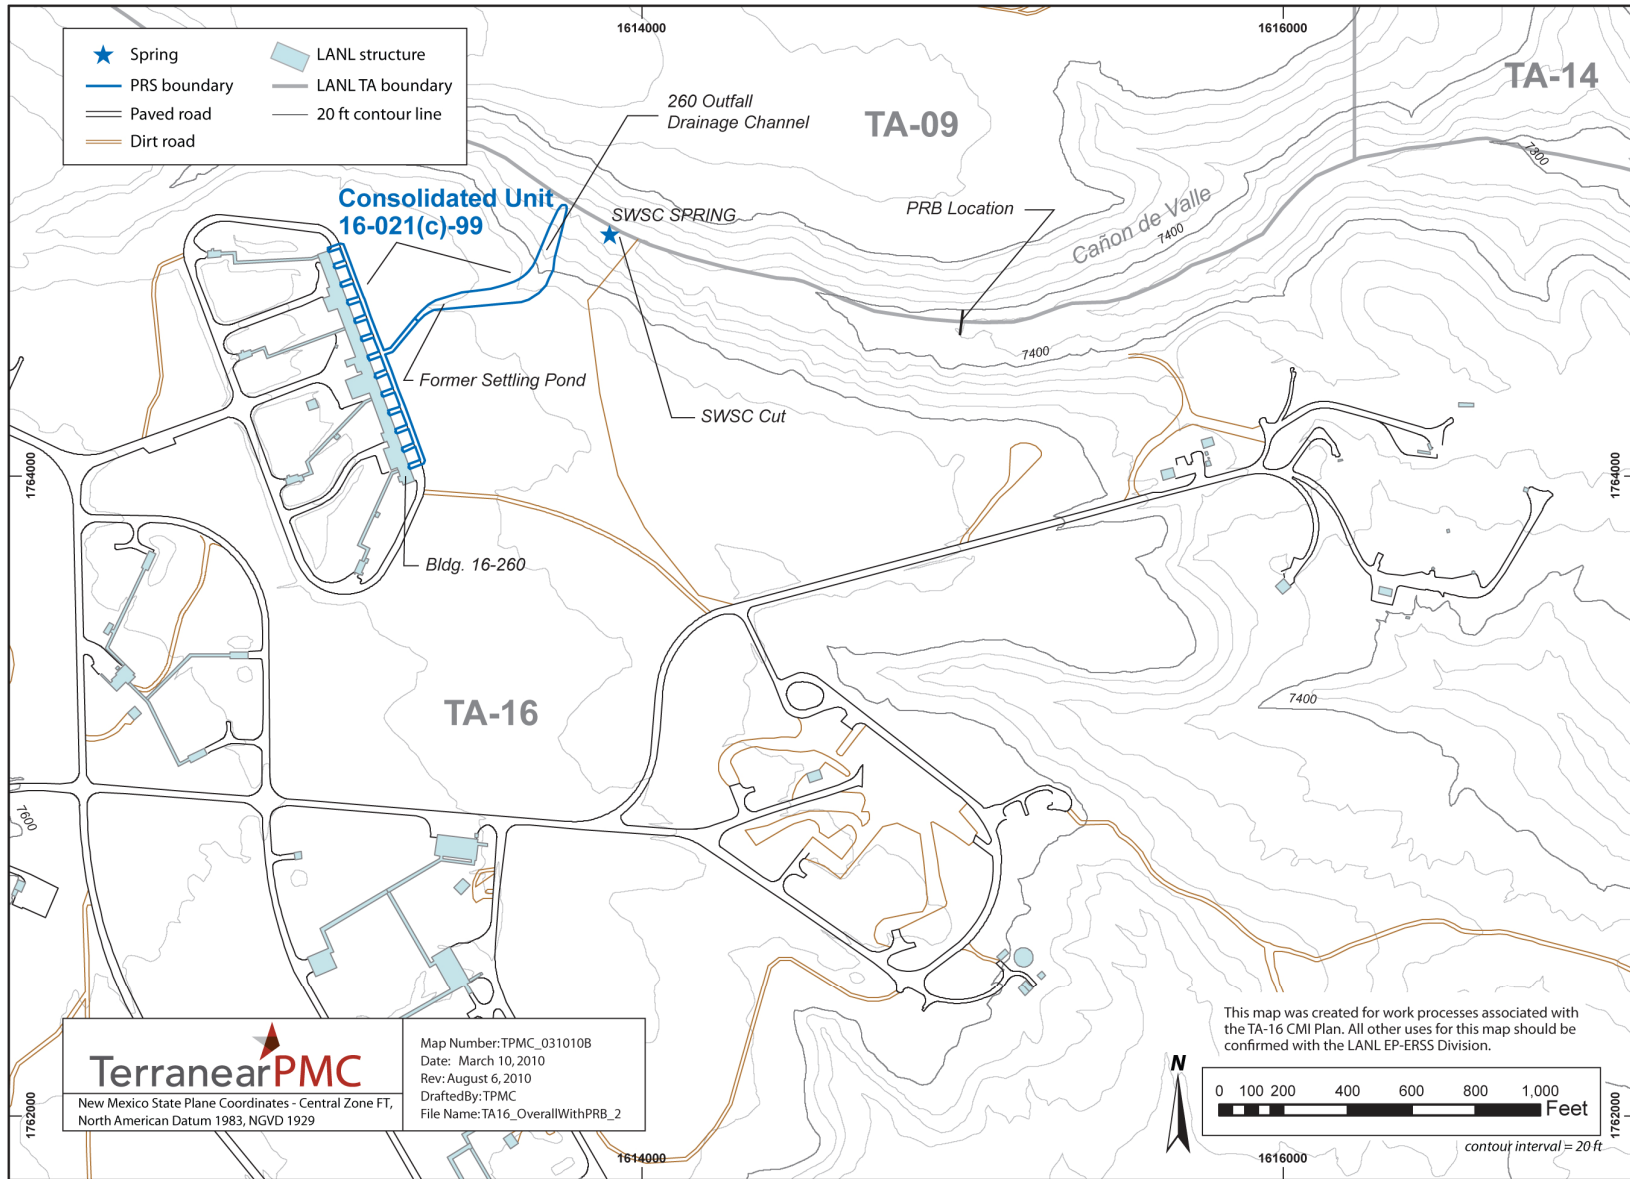 1614000
1616000
Spring
LANL structure
PRS boundary
LANL TA boundary
Paved road
20 ft contour line
Dirt road
260 Outfall
Drainage Channel
TA-09
TA-14
7300
Consolidated Unit
16-021(c)-99
SWSC SPRING
PRB Location
Cañon de Valle
7400
7400
Former Settling Pond
SWSC Cut
1764000
1764000
Bldg. 16-260
TA-16
7400
7600
TerranearPMC
New Mexico State Plane Coordinates - Central Zone FT,
North American Datum 1983, NGVD 1929
Map Number: TPMC_031010B
Date: March 10, 2010
Rev: August 6, 2010
DraftedBy: TPMC
File Name: TA16_OverallWithPRB_2
This map was created for work processes associated with
the TA-16 CMI Plan. All other uses for this map should be
confirmed with the LANL EP-ERSS Division.
N
0 100 200 400 600 800 1,000
Feet
contour interval = 20 ft
1762000
1762000
1614000
1616000